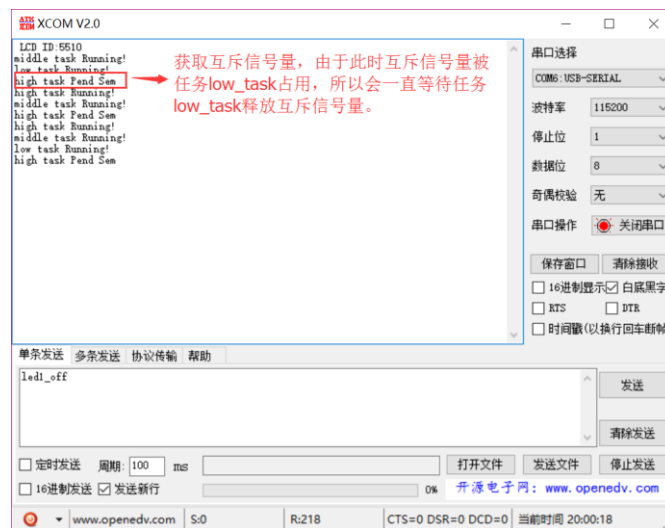 ATK
COM
XCOM V2.0
LCD ID:5510
middle task Running!
low task Running!
high task Pend Sem
high task Running!
middle task Running!
high task Pend Sem
high task Running!
middle task Running!
low task Running!
high task Pend Sem
获取互斥信号量，由于此时互斥信号量被
任务low_task占用，所以会一直等待任务
low_task释放互斥信号量。
串口选择
COM6:USB-SERIAL
波特率 115200
停止位 1
数据位 8
奇偶校验 无
串口操作 关闭串口
保存窗口 清除接收
16进制显示 白底黑字
RTS DTR
时间戳(以换行回车断帧
单条发送 多条发送 协议传输 帮助
led1_off
发送
清除发送
定时发送 周期: 100 ms 打开文件 发送文件 停止发送
16进制发送 发送新行 0% 开源电子网：www.openedv.com
www.openedv.com S:0 R:218 CTS=0 DSR=0 DCD=0 当前时间 20:00:18